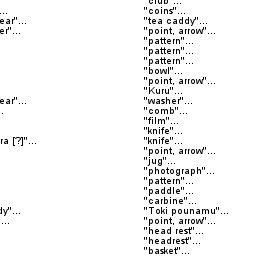 "club"...
... "coins"...
ear"... "tea caddy"...
er"... "point, arrow"...
"pattern"...
"pattern"...
"pattern"...
"bowl"...
"point, arrow"...
"Kuru"...
ear"... "washer"...
. "comb"...
"film"...
"knife"...
ra [?]"... "knife"...
"point, arrow"...
"jug"...
"photograph"...
"pattern"...
"paddle"...
"carbine"...
dy"... "Toki pounamu"...
... "point, arrow"...
"head rest"...
"headrest"...
"basket"...